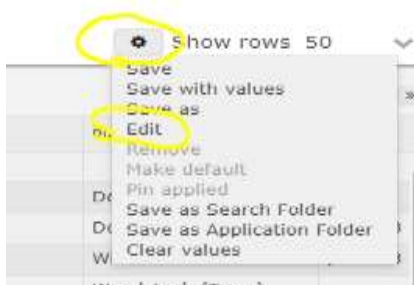 Show rows 50
Save
Save with values
Save as
Edit
Remove
Make default
Pin applied
Save as Search Folder
Save as Application Folder
Clear values